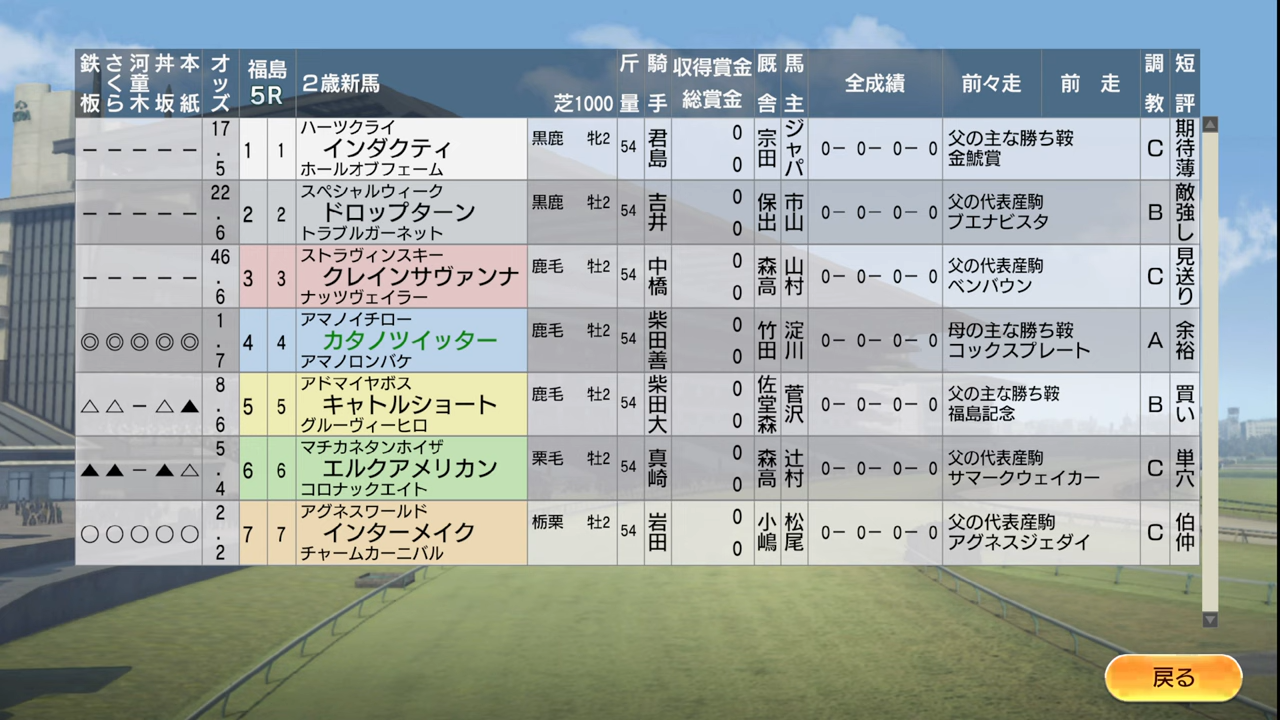 鉄板 さくら 河童木 丼坂 本紙 オッズ 福島5R 2歳新馬 芝1000 斤量 騎手 収得賞金 総賞金 厩舎 馬主 全成績 前々走 前走 調教 短評
－－－－－ 17.5 1 1 ハーツクライ
インダクティ
ホールオブフェーム
黒鹿 牝2 54 君島 0 0 宗田 ジャパ 0－ 0－ 0－ 0 父の主な勝ち鞍
金鯱賞
C 期待薄
－－－－－ 22.6 2 2 スペシャルウィーク
ドロップターン
トラブルガーネット
黒鹿 牡2 54 吉井 0 0 保出 市山 0－ 0－ 0－ 0 父の代表産駒
ブエナビスタ
B 敵強し
－－－－－ 46.6 3 3 ストラヴィンスキー
クレインサヴァンナ
ナッツヴェイラー
鹿毛 牡2 54 中橋 0 0 森高 山村 0－ 0－ 0－ 0 父の代表産駒
ベンバウン
C 見送り
◎◎◎◎◎ 1.7 4 4 アマノイチロー
カタノツイッター
アマノロンバケ
鹿毛 牡2 54 柴田善 0 0 竹田 淀川 0－ 0－ 0－ 0 母の主な勝ち鞍
コックスプレート
A 余裕
△△－△▲ 8.6 5 5 アドマイヤボス
キャトルショート
グルーヴィーヒロ
鹿毛 牡2 54 柴田大 0 0 佐堂森 菅沢 0－ 0－ 0－ 0 父の主な勝ち鞍
福島記念
B 買い
▲▲－▲△ 5.4 6 6 マチカネタンホイザ
エルクアメリカン
コロナックエイト
栗毛 牡2 54 真崎 0 0 森高 辻村 0－ 0－ 0－ 0 父の代表産駒
サマークウェイカー
C 単穴
○○○○○ 2.2 7 7 アグネスワールド
インターメイク
チャームカーニバル
栃栗 牡2 54 岩田 0 0 小嶋 松尾 0－ 0－ 0－ 0 父の代表産駒
アグネスジェダイ
C 伯仲
戻る